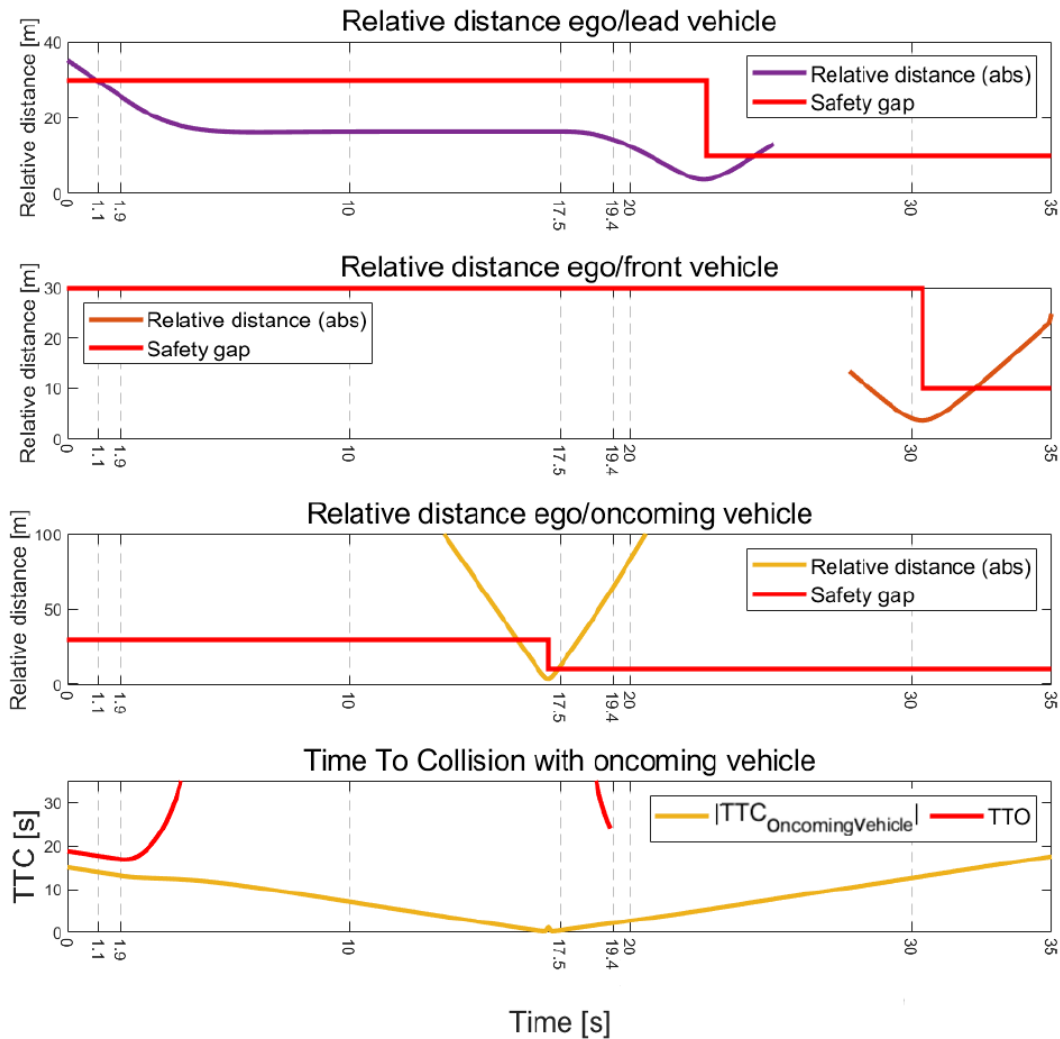 Relative distance ego/lead vehicle
Relative distance [m]
40
20
0
Relative distance (abs)
Safety gap
0 1.1 1.9 10 17.5 19.4 20 30 35
Relative distance ego/front vehicle
Relative distance [m]
30
20
10
0
Relative distance (abs)
Safety gap
0 1.1 1.9 10 17.5 19.4 20 30 35
Relative distance ego/oncoming vehicle
Relative distance [m]
100
50
0
Relative distance (abs)
Safety gap
0 1.1 1.9 10 17.5 19.4 20 30 35
Time To Collision with oncoming vehicle
TTC [s]
30
20
10
0
|TTC_OncomingVehicle| TTO
0 1.1 1.9 10 17.5 19.4 20 30 35
Time [s]